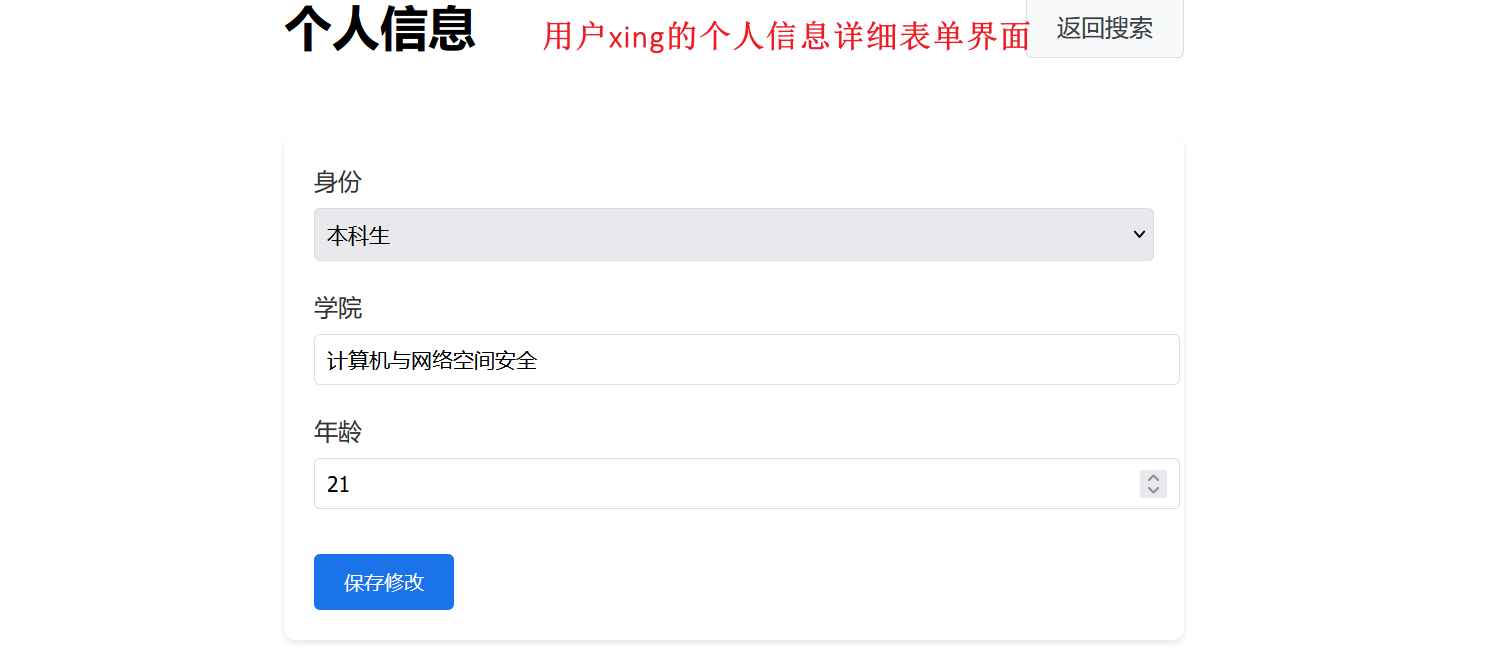 个人信息
用户xing的个人信息详细表单界面
返回搜索
身份
本科生
学院
计算机与网络空间安全
年龄
21
保存修改